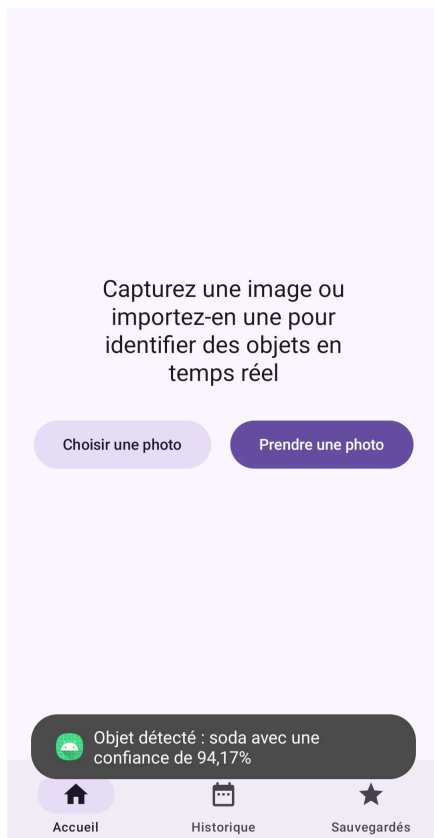 Capturez une image ou
importez-en une pour
identifier des objets en
temps réel
Choisir une photo
Prendre une photo
Objet détecté : soda avec une
confiance de 94,17%
Accueil
Historique
Sauvegardés